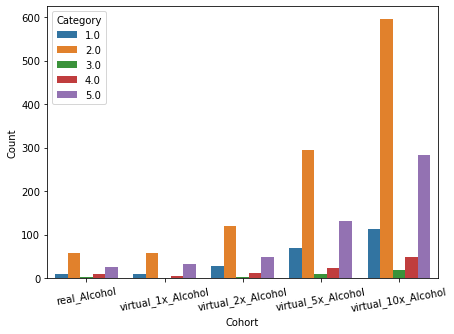 600
500
400
300
200
100
0
Count
Category
1.0
2.0
3.0
4.0
5.0
real_Alcohol
virtual_1x_Alcohol
virtual_2x_Alcohol
virtual_5x_Alcohol
virtual_10x_Alcohol
Cohort